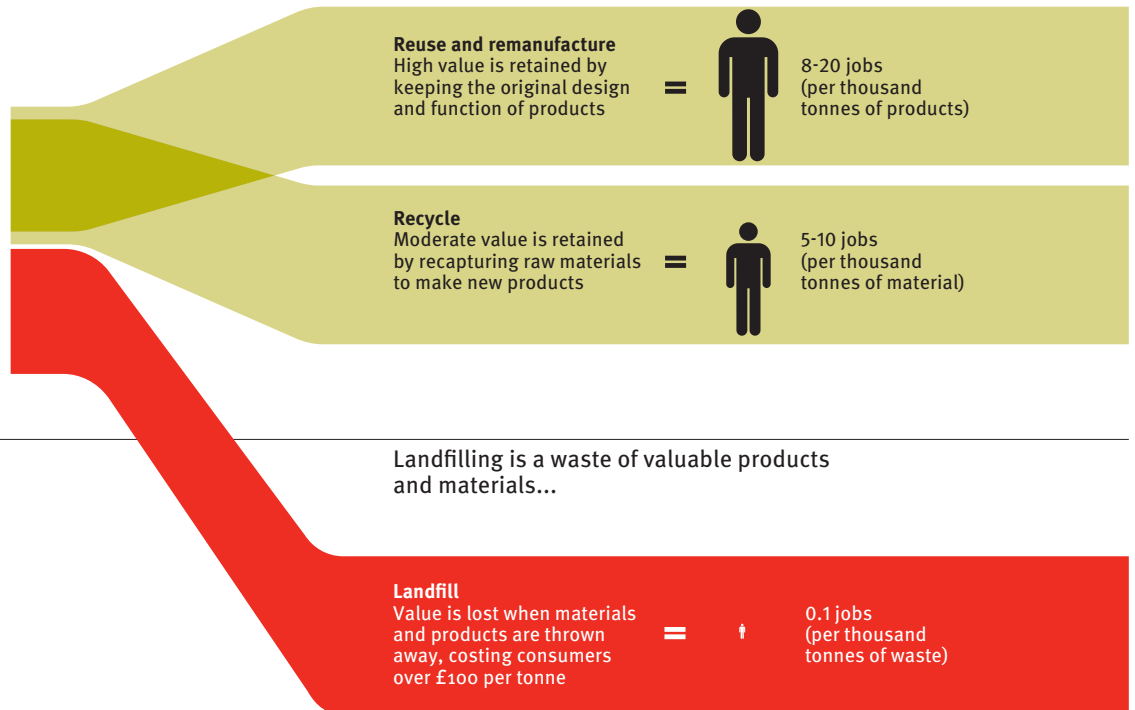 Reuse and remanufacture
High value is retained by
keeping the original design
and function of products
=
8-20 jobs
(per thousand
tonnes of products)
Recycle
Moderate value is retained
by recapturing raw materials
to make new products
=
5-10 jobs
(per thousand
tonnes of material)
Landfilling is a waste of valuable products
and materials...
Landfill
Value is lost when materials
and products are thrown
away, costing consumers
over £100 per tonne
=
0.1 jobs
(per thousand
tonnes of waste)